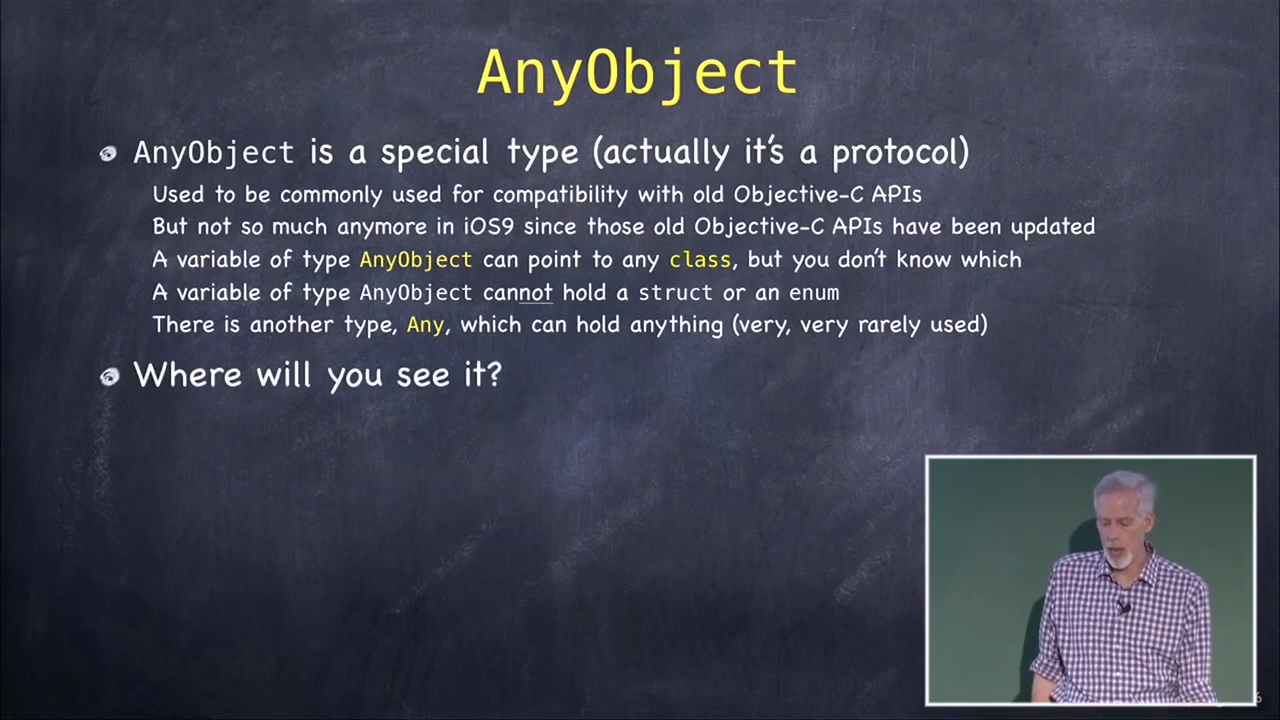 AnyObject
AnyObject is a special type (actually it's a protocol)
Used to be commonly used for compatibility with old Objective-C APIs
But not so much anymore in iOS9 since those old Objective-C APIs have been updated
A variable of type AnyObject can point to any class, but you don't know which
A variable of type AnyObject cannot hold a struct or an enum
There is another type, Any, which can hold anything (very, very rarely used)
Where will you see it?